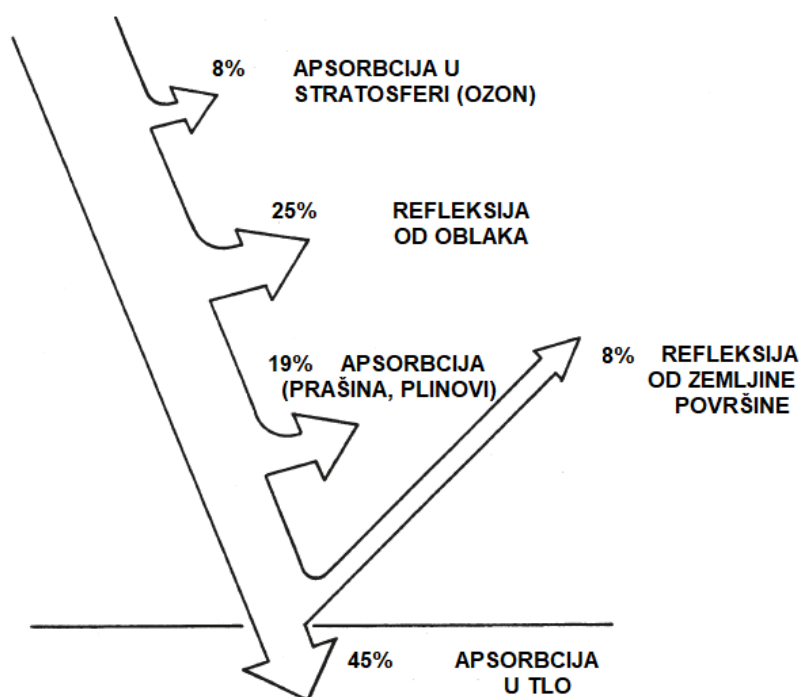 8% APSORBCIJA U
STRATOSFERI (OZON)
25% REFLEKSIJA
OD OBLAKA
19% APSORBCIJA
(PRAŠINA, PLINOVI)
8% REFLEKSIJA
OD ZEMLJINE
POVRŠINE
45% APSORBCIJA
U TLO